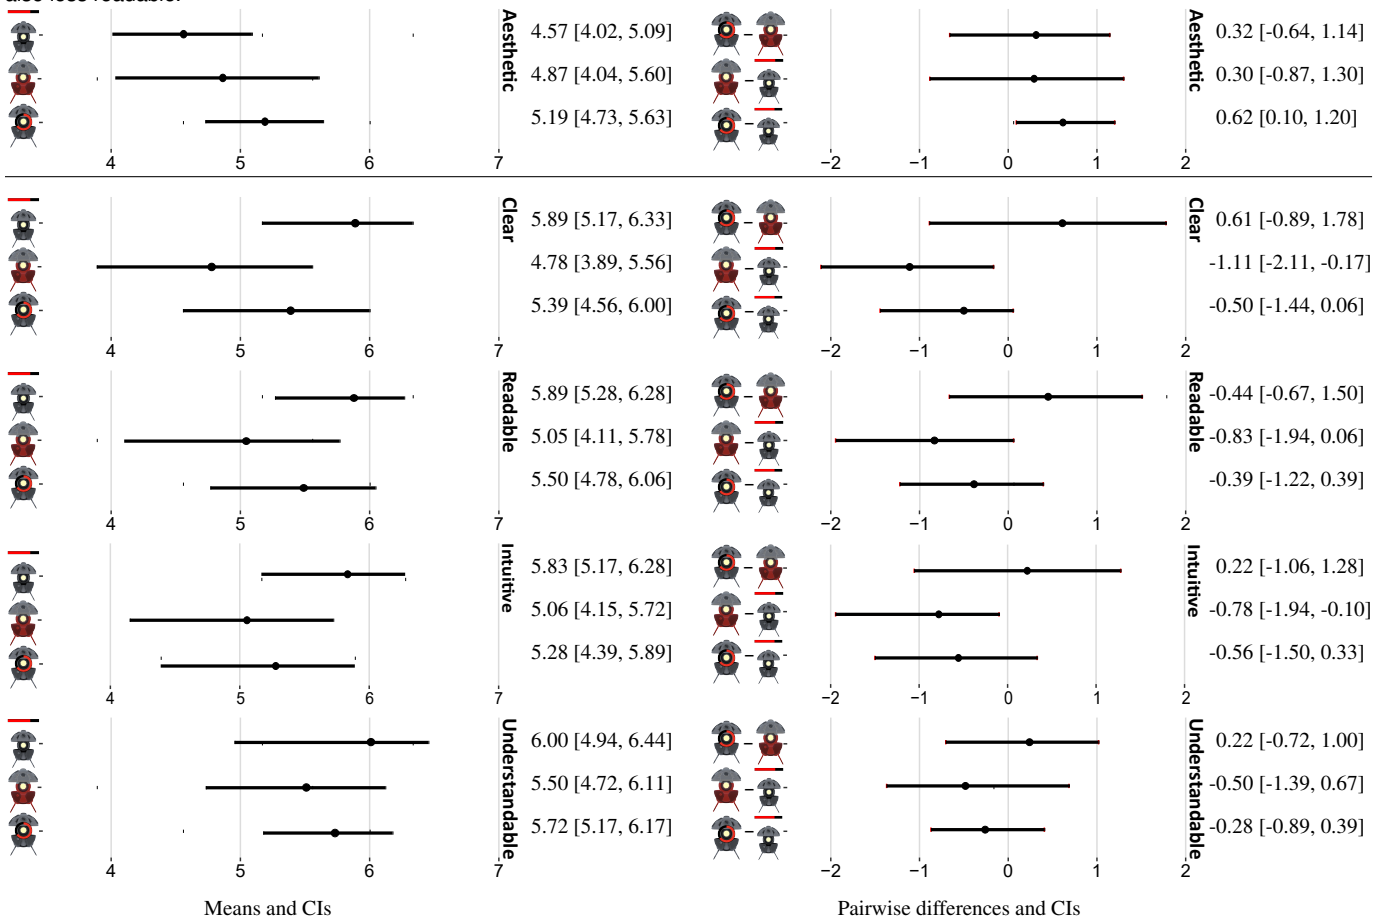 Aesthetic
4.57 [4.02, 5.09]
4.87 [4.04, 5.60]
5.19 [4.73, 5.63]
4 5 6 7
Aesthetic
0.32 [-0.64, 1.14]
0.30 [-0.87, 1.30]
0.62 [0.10, 1.20]
−2 −1 0 1 2
Clear
5.89 [5.17, 6.33]
4.78 [3.89, 5.56]
5.39 [4.56, 6.00]
4 5 6 7
Clear
0.61 [-0.89, 1.78]
-1.11 [-2.11, -0.17]
-0.50 [-1.44, 0.06]
−2 −1 0 1 2
Readable
5.89 [5.28, 6.28]
5.05 [4.11, 5.78]
5.50 [4.78, 6.06]
4 5 6 7
Readable
-0.44 [-0.67, 1.50]
-0.83 [-1.94, 0.06]
-0.39 [-1.22, 0.39]
−2 −1 0 1 2
Intuitive
5.83 [5.17, 6.28]
5.06 [4.15, 5.72]
5.28 [4.39, 5.89]
4 5 6 7
Intuitive
0.22 [-1.06, 1.28]
-0.78 [-1.94, -0.10]
-0.56 [-1.50, 0.33]
−2 −1 0 1 2
Understandable
6.00 [4.94, 6.44]
5.50 [4.72, 6.11]
5.72 [5.17, 6.17]
4 5 6 7
Understandable
0.22 [-0.72, 1.00]
-0.50 [-1.39, 0.67]
-0.28 [-0.89, 0.39]
−2 −1 0 1 2
Means and CIs
Pairwise differences and CIs